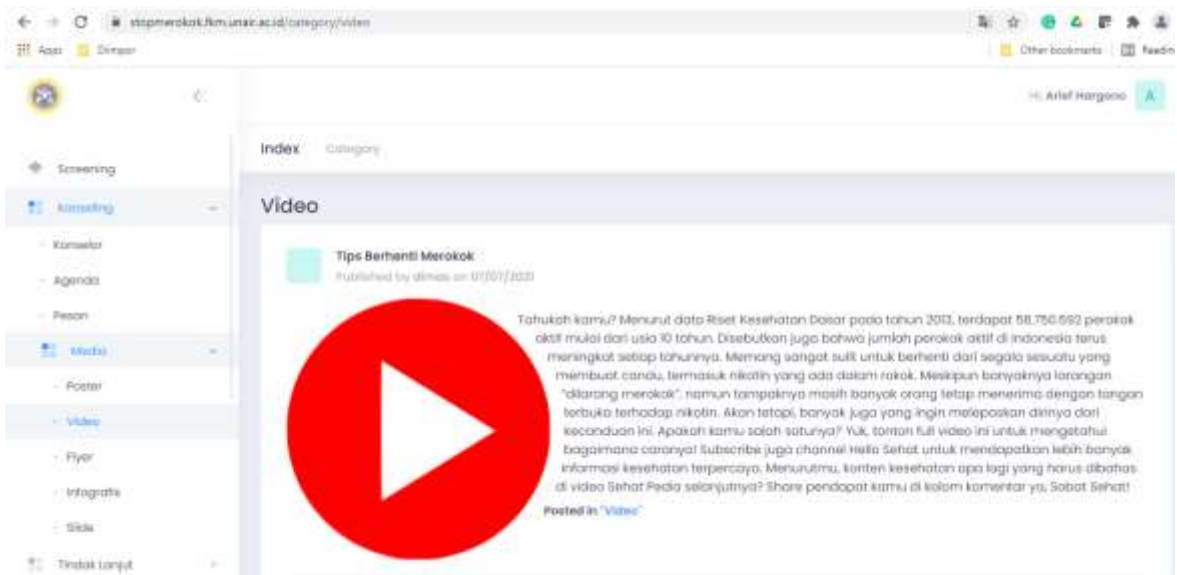 stopmerokok.fkm.unair.ac.id/category/video
Apps
Other bookmarks
Hi, Arief Hargono A
Index Category
Screening
Konseling
Video
Konselor
Tips Berhenti Merokok
Published by dimas on 07/07/2021
Agenda
Pesan
Tahukah kamu? Menurut data Riset Kesehatan Dasar pada tahun 2013, terdapat 58.750.592 perokok
aktif mulai dari usia 10 tahun. Disebutkan juga bahwa jumlah perokok aktif di Indonesia terus
meningkat setiap tahunnya. Memang sangat sulit untuk berhenti dari segala sesuatu yang
membuat candu, termasuk nikotin yang ada dalam rokok. Meskipun banyaknya larangan
"dilarang merokok", namun tampaknya masih banyak orang tetap menerima dengan tangan
terbuka terhadap nikotin. Akan tetapi, banyak juga yang ingin melepaskan dirinya dari
kecanduan ini. Apakah kamu salah satunya? Yuk, tonton full video ini untuk mengetahui
bagaimana caranya! Subscribe juga channel Hello Sehat untuk mendapatkan lebih banyak
informasi kesehatan terpercaya. Menurutmu, konten kesehatan apa lagi yang harus dibahas
di video Sehat Pedia selanjutnya? Share pendapat kamu di kolom komentar ya, Sobat Sehat!
Posted in "Video"
Media
Poster
Video
Flyer
Infografis
Slide
Tindak Lanjut